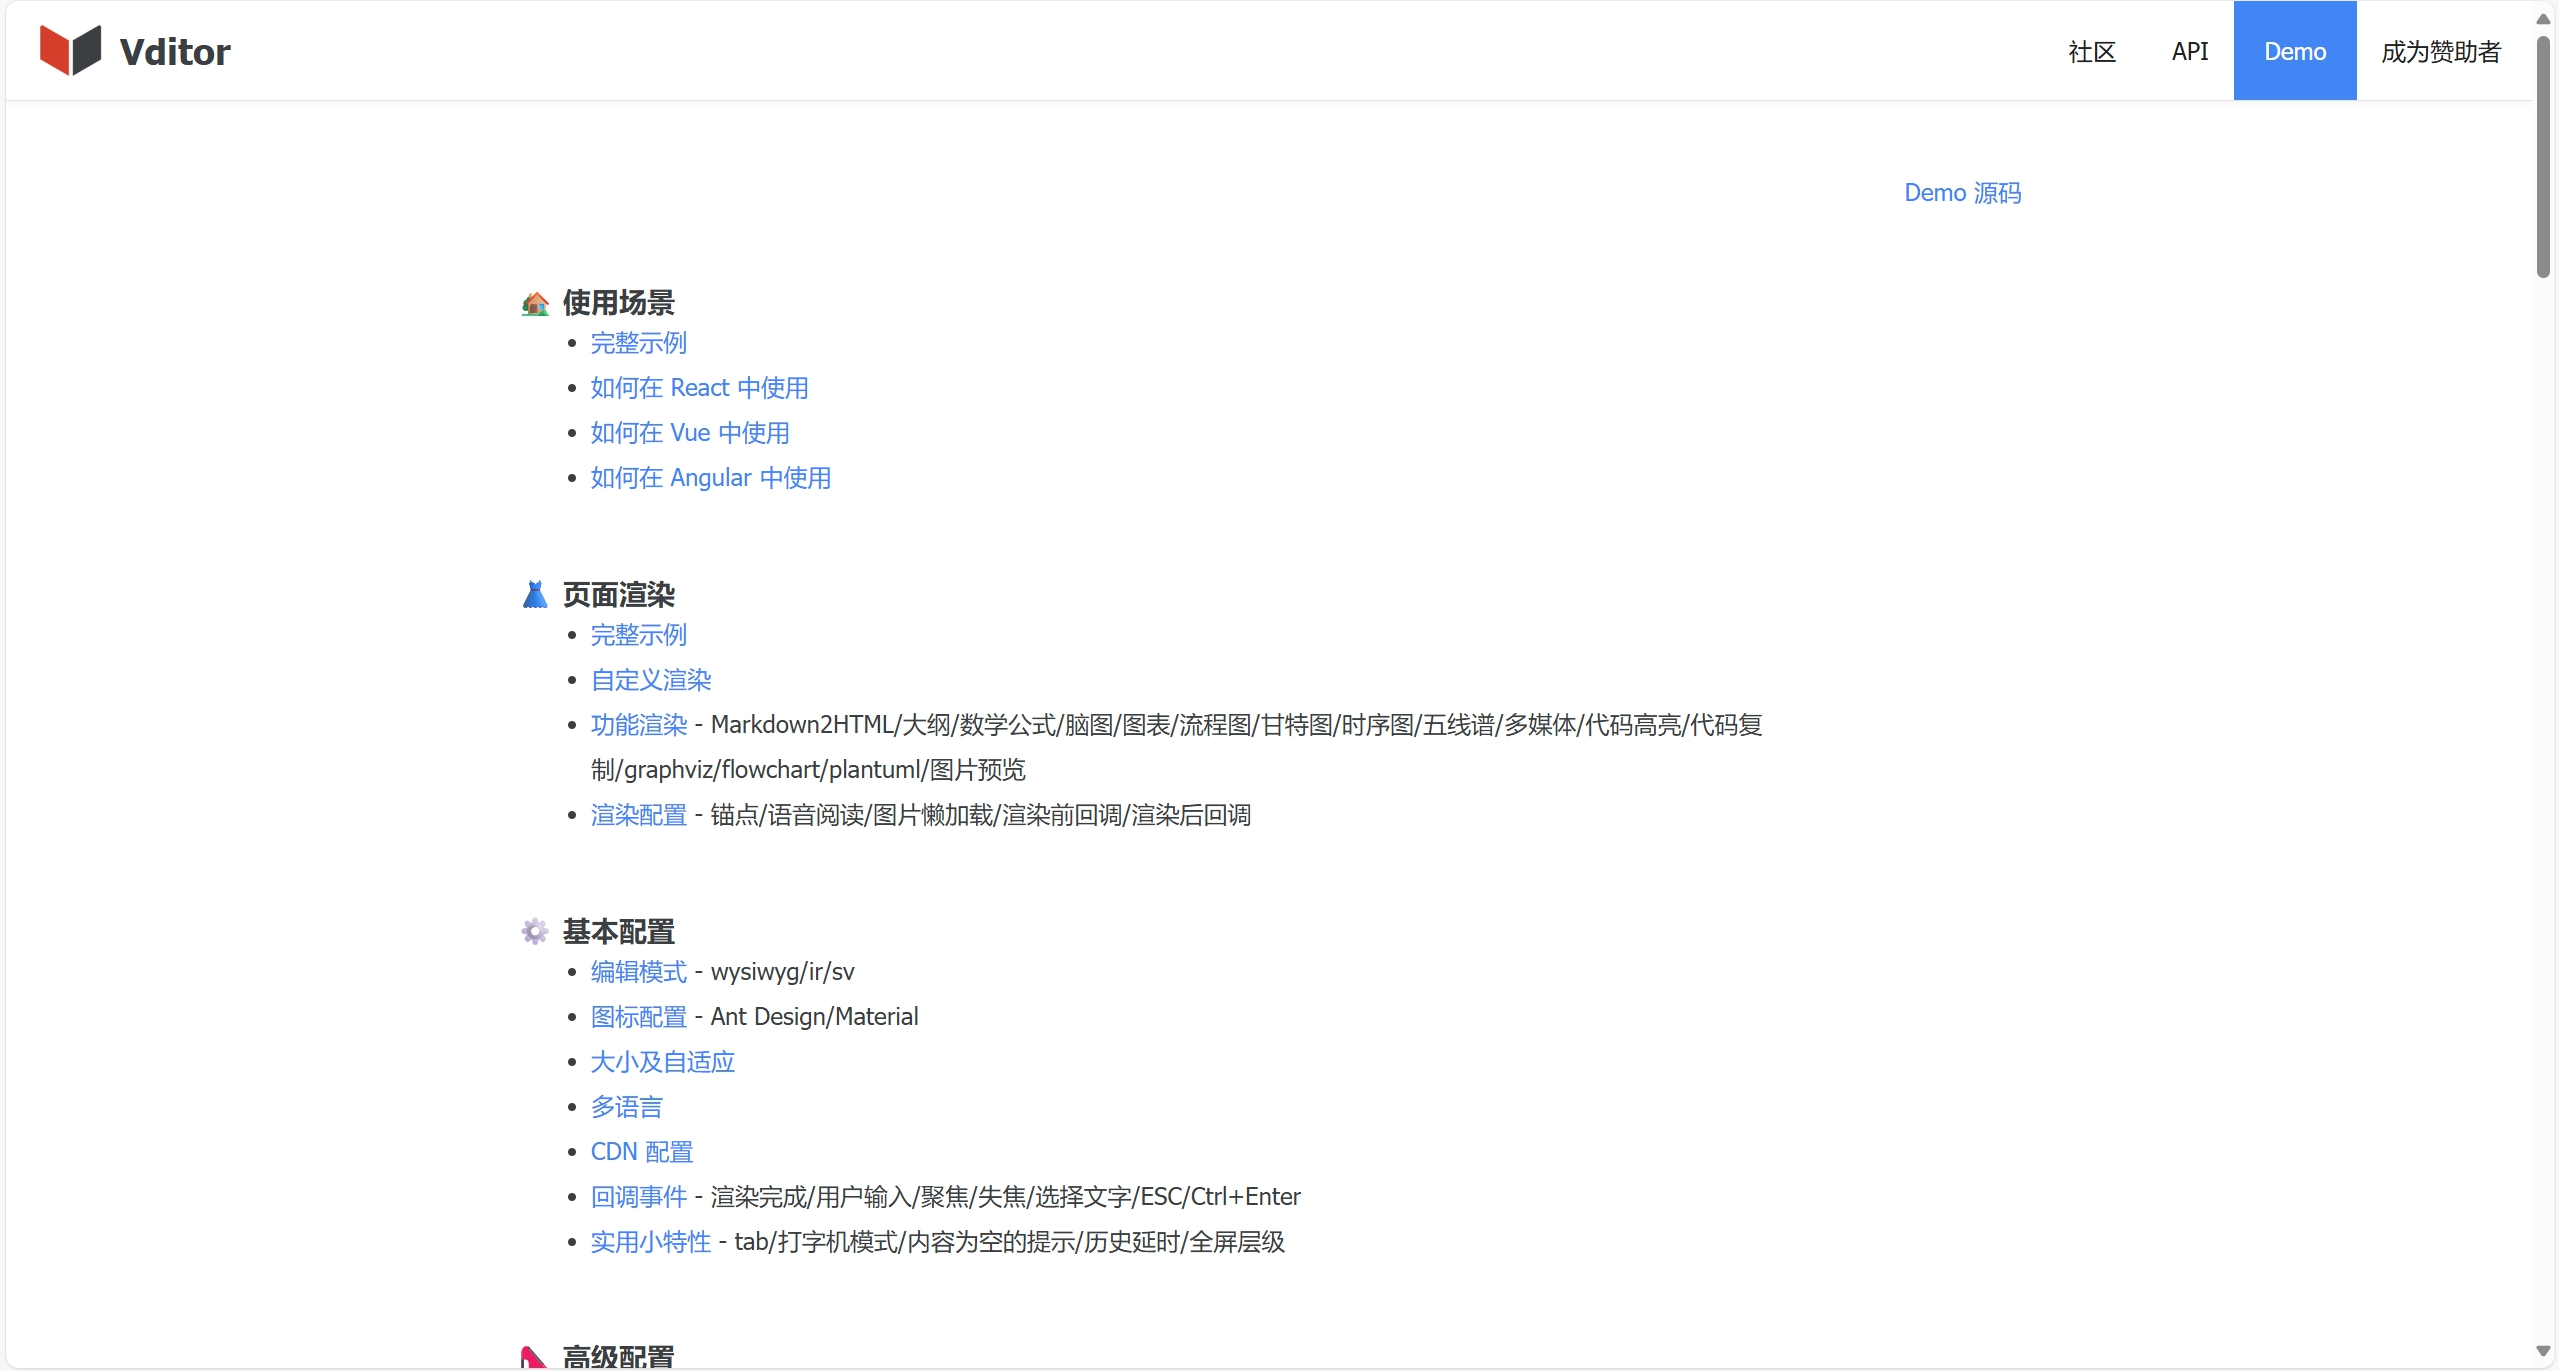 Vditor
社区 API Demo 成为赞助者
Demo 源码
使用场景
完整示例
如何在 React 中使用
如何在 Vue 中使用
如何在 Angular 中使用
页面渲染
完整示例
自定义渲染
功能渲染 - Markdown2HTML/大纲/数学公式/脑图/图表/流程图/甘特图/时序图/五线谱/多媒体/代码高亮/代码复
制/graphviz/flowchart/plantuml/图片预览
渲染配置 - 锚点/语音阅读/图片懒加载/渲染前回调/渲染后回调
基本配置
编辑模式 - wysiwyg/ir/sv
图标配置 - Ant Design/Material
大小及自适应
多语言
CDN 配置
回调事件 - 渲染完成/用户输入/聚焦/失焦/选择文字/ESC/Ctrl+Enter
实用小特性 - tab/打字机模式/内容为空的提示/历史延时/全屏层级
高级配置